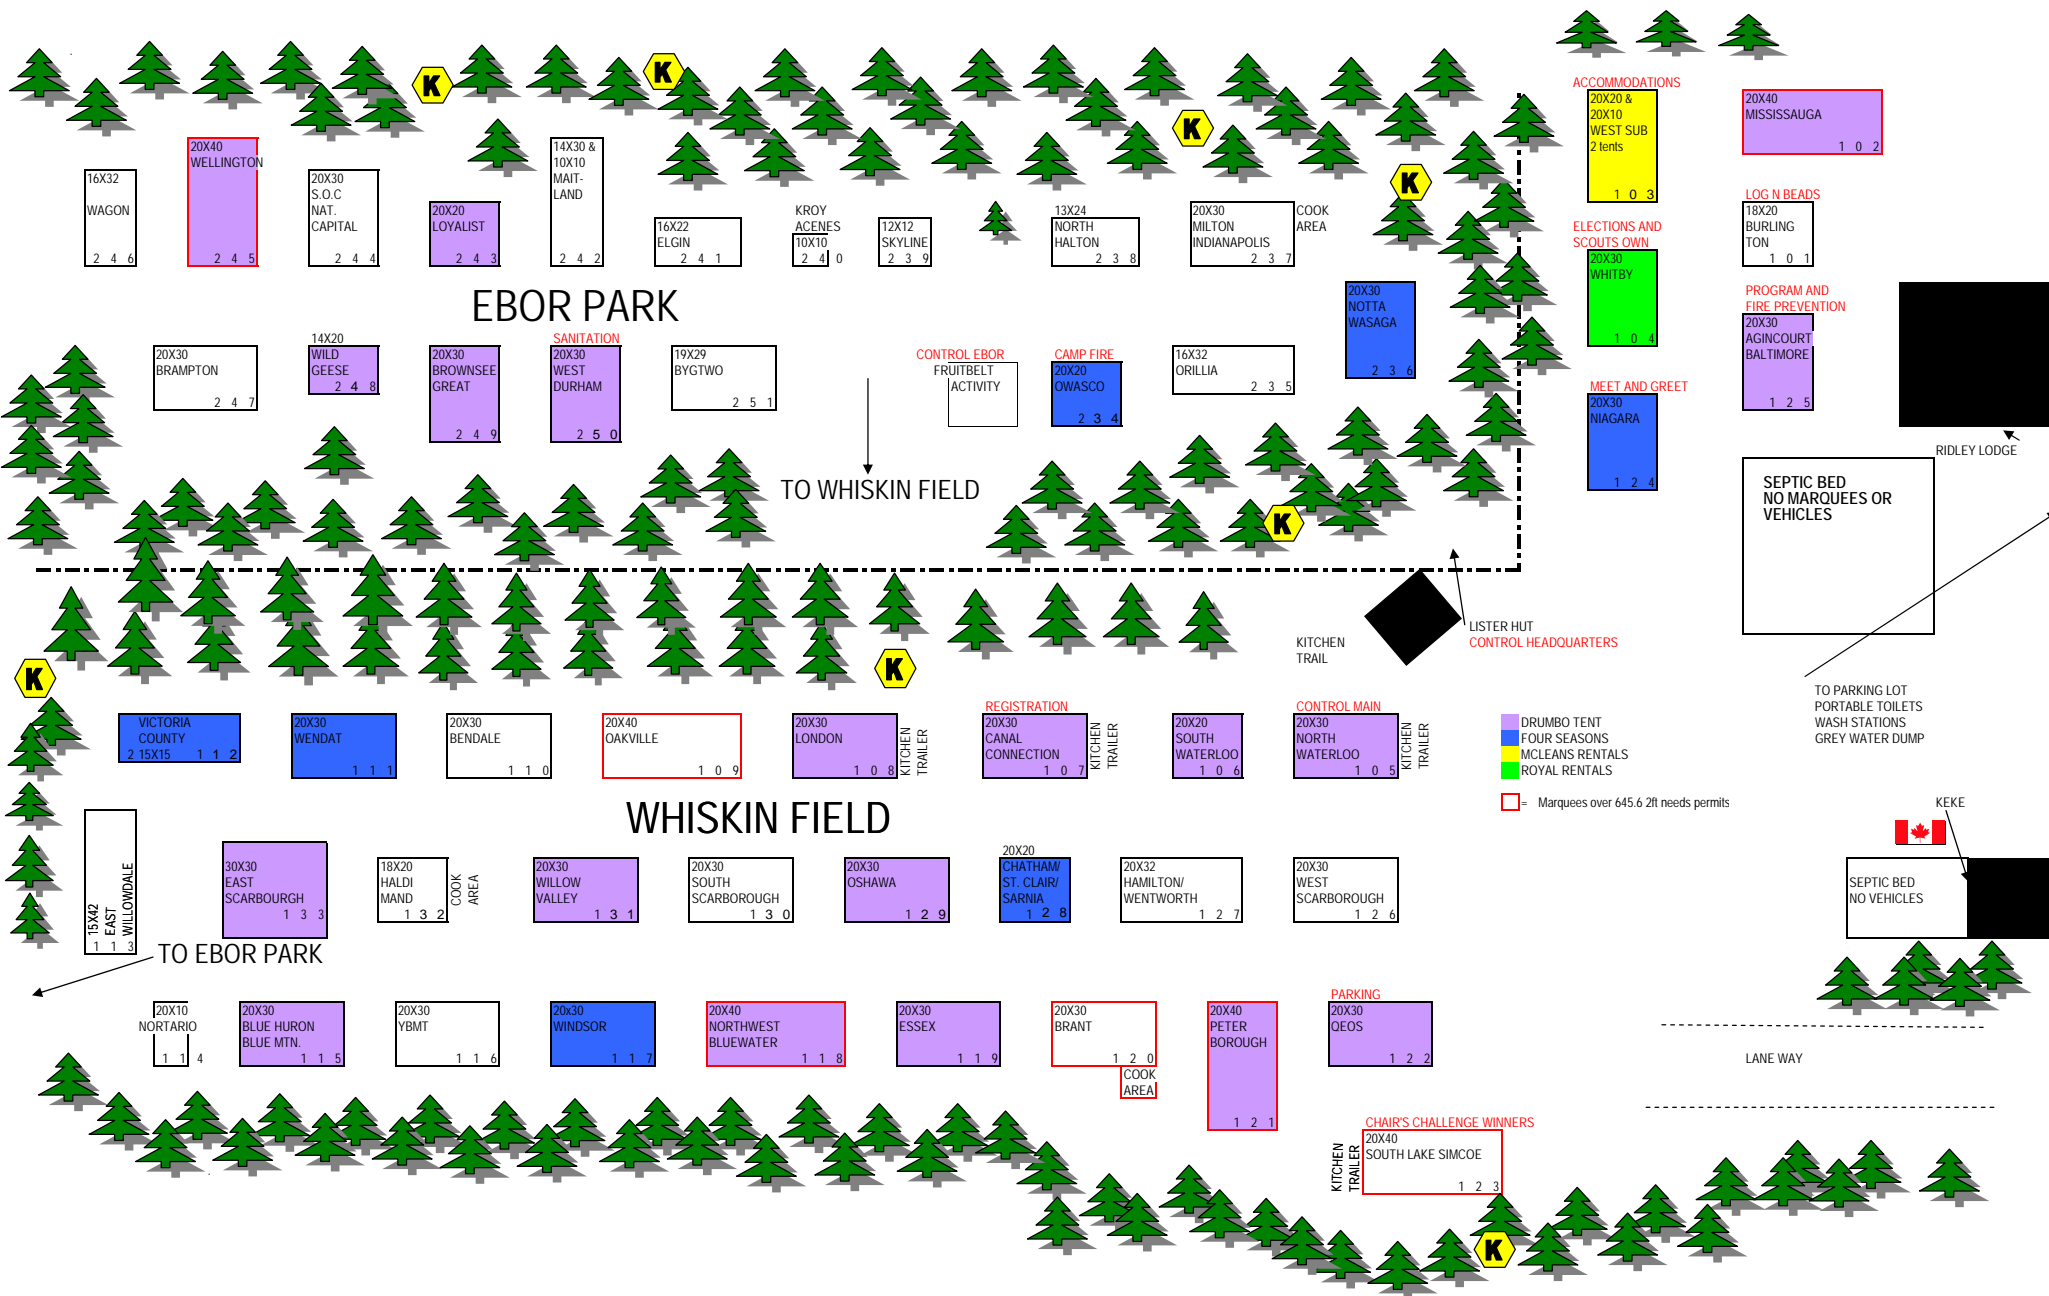 K
K
K
K
ACCOMMODATIONS
20X20 &
20X10
WEST SUB
2 tents
1 0 3
20X40
MISSISSAUGA
1 0 2
16X32
WAGON
2 4 6
20X40
WELLINGTON
2 4 5
20X30
S.O.C
NAT.
CAPITAL
2 4 4
20X20
LOYALIST
2 4 3
14X30 &
10X10
MAIT-
LAND
2 4 2
16X22
ELGIN
2 4 1
KROY
ACENES
10X10
2 4 0
12X12
SKYLINE
2 3 9
13X24
NORTH
HALTON
2 3 8
20X30
MILTON
INDIANAPOLIS
2 3 7
COOK
AREA
LOG N BEADS
18X20
BURLING
TON
1 0 1
ELECTIONS AND
SCOUTS OWN
20X30
WHITBY
1 0 4
EBOR PARK
20X30
NOTTA
WASAGA
2 3 6
PROGRAM AND
FIRE PREVENTION
20X30
AGINCOURT
BALTIMORE
1 2 5
20X30
BRAMPTON
2 4 7
14X20
WILD
GEESE
2 4 8
20X30
BROWNSEE
GREAT
2 4 9
SANITATION
20X30
WEST
DURHAM
2 5 0
19X29
BYGTWO
2 5 1
CONTROL EBOR
FRUITBELT
ACTIVITY
CAMP FIRE
20X20
OWASCO
2 3 4
16X32
ORILLIA
2 3 5
MEET AND GREET
20X30
NIAGARA
1 2 4
RIDLEY LODGE
TO WHISKIN FIELD
SEPTIC BED
NO MARQUEES OR
VEHICLES
K
LISTER HUT
CONTROL HEADQUARTERS
KITCHEN
TRAIL
K
K
TO PARKING LOT
PORTABLE TOILETS
WASH STATIONS
GREY WATER DUMP
VICTORIA
COUNTY
2 15X15 1 1 2
20X30
WENDAT
1 1 1
20X30
BENDALE
1 1 0
20X40
OAKVILLE
1 0 9
20X30
LONDON
1 0 8
KITCHEN
TRAILER
REGISTRATION
20X30
CANAL
CONNECTION
1 0 7
KITCHEN
TRAILER
20X20
SOUTH
WATERLOO
1 0 6
CONTROL MAIN
20X30
NORTH
WATERLOO
1 0 5
KITCHEN
TRAILER
DRUMBO TENT
FOUR SEASONS
MCLEANS RENTALS
ROYAL RENTALS
= Marquees over 645.6 2ft needs permits
WHISKIN FIELD
KEKE
15X42
EAST
WILLOWDALE
1 1 3
30X30
EAST
SCARBOURGH
1 3 3
18X20
HALDI
MAND
1 3 2
COOK
AREA
20X30
WILLOW
VALLEY
1 3 1
20X30
SOUTH
SCARBOROUGH
1 3 0
20X30
OSHAWA
1 2 9
20X20
CHATHAM/
ST. CLAIR/
SARNIA
1 2 8
20X32
HAMILTON/
WENTWORTH
1 2 7
20X30
WEST
SCARBOROUGH
1 2 6
SEPTIC BED
NO VEHICLES
TO EBOR PARK
20X10
NORTARIO
1 1 4
20X30
BLUE HURON
BLUE MTN.
1 1 5
20X30
YBMT
1 1 6
20x30
WINDSOR
1 1 7
20X40
NORTHWEST
BLUEWATER
1 1 8
20X30
ESSEX
1 1 9
20X30
BRANT
1 2 0
COOK
AREA
20X40
PETER
BOROUGH
1 2 1
PARKING
20X30
QEOS
1 2 2
LANE WAY
CHAIR'S CHALLENGE WINNERS
20X40
SOUTH LAKE SIMCOE
1 2 3
KITCHEN
TRAILER
K